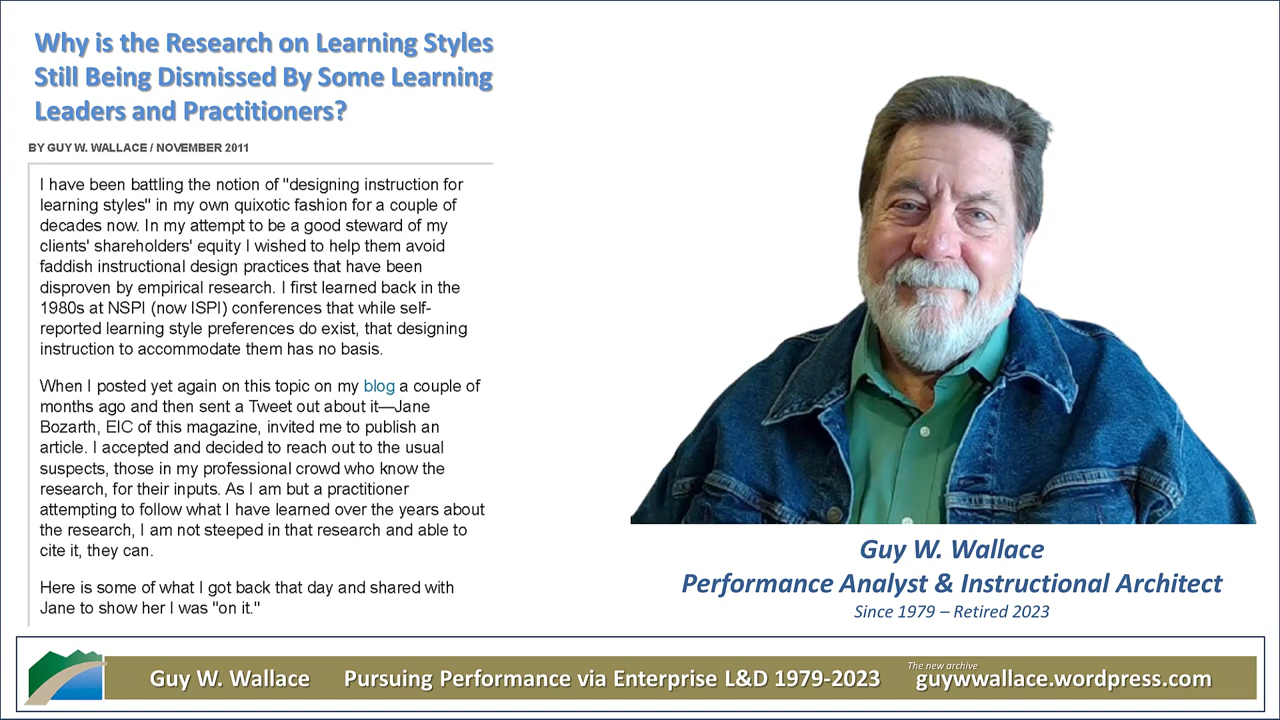 Why is the Research on Learning Styles
Still Being Dismissed By Some Learning
Leaders and Practitioners?
BY GUY W. WALLACE / NOVEMBER 2011
I have been battling the notion of "designing instruction for
learning styles" in my own quixotic fashion for a couple of
decades now. In my attempt to be a good steward of my
clients' shareholders' equity I wished to help them avoid
faddish instructional design practices that have been
disproven by empirical research. I first learned back in the
1980s at NSPI (now ISPI) conferences that while self-
reported learning style preferences do exist, that designing
instruction to accommodate them has no basis.
When I posted yet again on this topic on my blog a couple of
months ago and then sent a Tweet out about it—Jane
Bozarth, EIC of this magazine, invited me to publish an
article. I accepted and decided to reach out to the usual
suspects, those in my professional crowd who know the
research, for their inputs. As I am but a practitioner
attempting to follow what I have learned over the years about
the research, I am not steeped in that research and able to
cite it, they can.
Here is some of what I got back that day and shared with
Jane to show her I was "on it."
Guy W. Wallace
Performance Analyst & Instructional Architect
Since 1979 – Retired 2023
Guy W. Wallace Pursuing Performance via Enterprise L&D 1979-2023
The new archive
guywwallace.wordpress.com